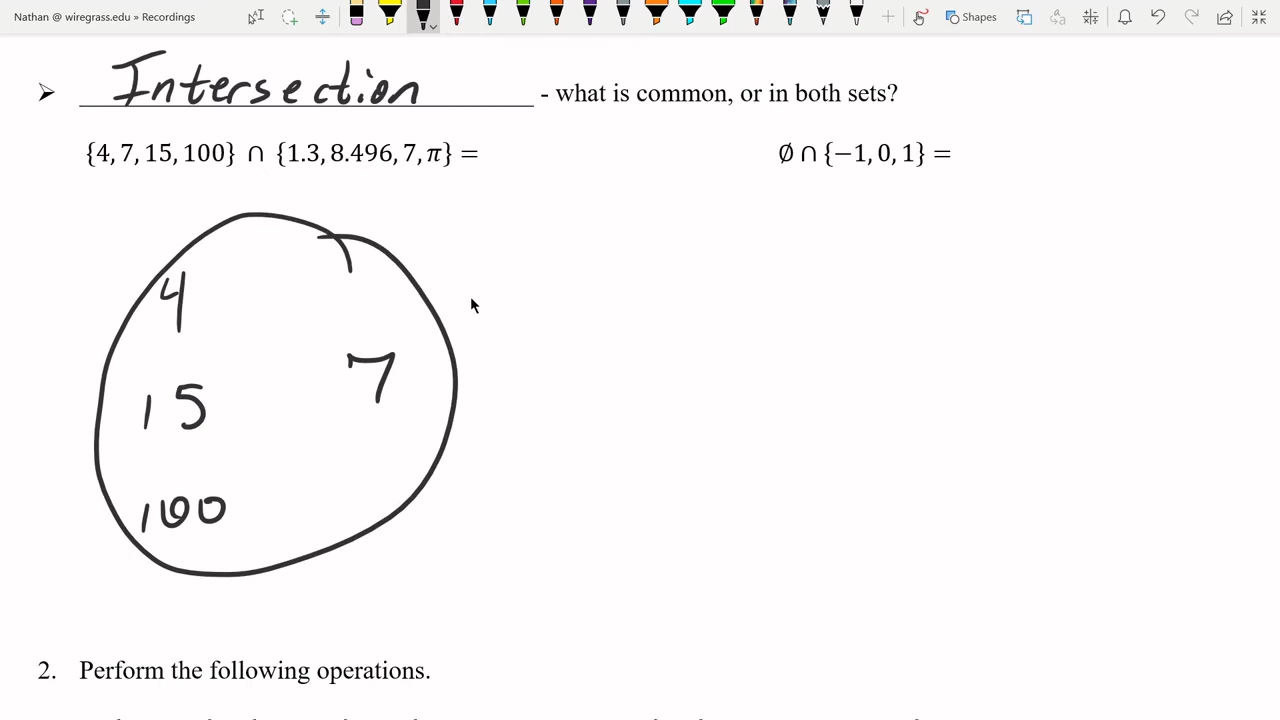 Nathan @ wiregrass.edu » Recordings
Shapes
➢ Intersection - what is common, or in both sets?
{4, 7, 15, 100} ∩ {1.3, 8.496, 7, π} =
∅ ∩ {−1, 0, 1} =
4
7
15
100
2. Perform the following operations.